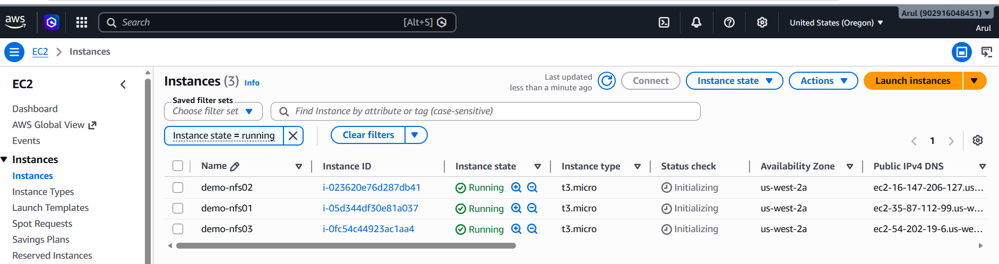 aws
Search [Alt+S]
United States (Oregon)
Arul (902916048451)
Arul
EC2 Instances
EC2
Dashboard
AWS Global View
Events
Instances
Instances
Instance Types
Launch Templates
Spot Requests
Savings Plans
Reserved Instances
Instances (3) Info
Last updated
less than a minute ago
Connect Instance state Actions Launch instances
Saved filter sets
Choose filter set
Find Instance by attribute or tag (case-sensitive)
Instance state = running
Clear filters
1
Name Instance ID Instance state Instance type Status check Availability Zone Public IPv4 DNS
demo-nfs02 i-023620e76d287db41 Running t3.micro Initializing us-west-2a ec2-16-147-206-127.us...
demo-nfs01 i-05d344df30e81a037 Running t3.micro Initializing us-west-2a ec2-35-87-112-99.us-w...
demo-nfs03 i-0fc54c44923ac1aa4 Running t3.micro Initializing us-west-2a ec2-54-202-19-6.us-we...